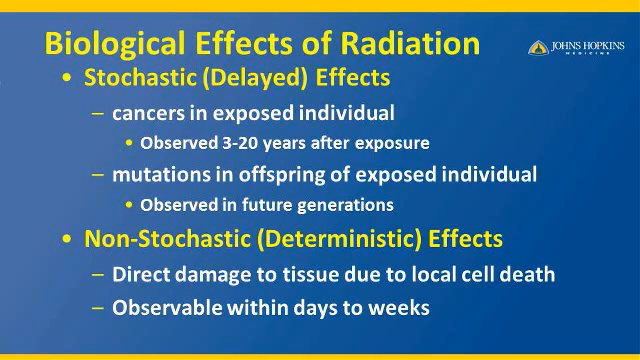 Biological Effects of Radiation
JOHNS HOPKINS
MEDICINE
• Stochastic (Delayed) Effects
– cancers in exposed individual
• Observed 3-20 years after exposure
– mutations in offspring of exposed individual
• Observed in future generations
• Non-Stochastic (Deterministic) Effects
– Direct damage to tissue due to local cell death
– Observable within days to weeks